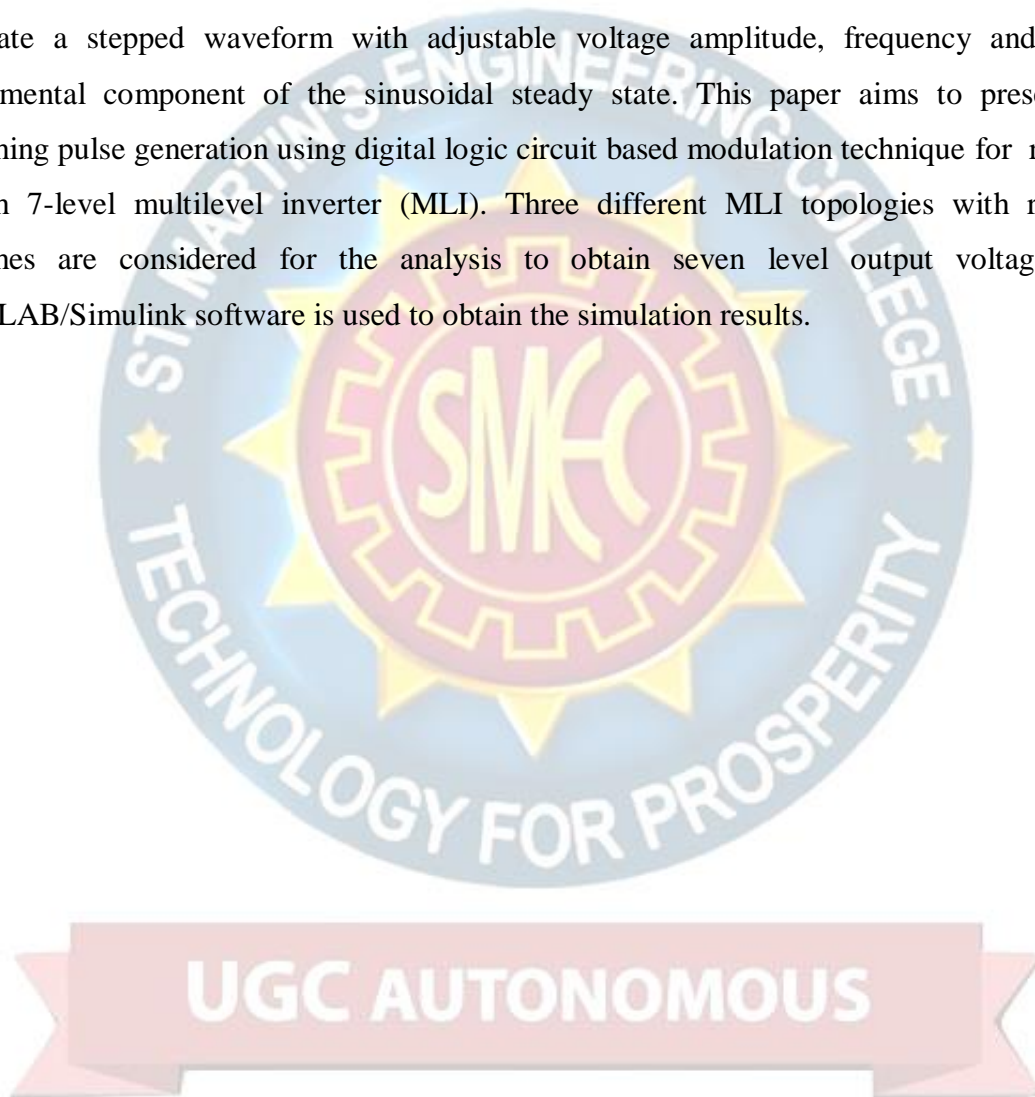 ate a stepped waveform with adjustable voltage amplitude, frequency and
mental component of the sinusoidal steady state. This paper aims to pres
ning pulse generation using digital logic circuit based modulation technique for
7-level multilevel inverter (MLI). Three different MLI topologies with
nes are considered for the analysis to obtain seven level output voltag
LAB/Simulink software is used to obtain the simulation results.
ST MARTIN'S ENGINEERING COLLEGE
SMEC
TECHNOLOGY FOR PROSPERITY
UGC AUTONOMOUS